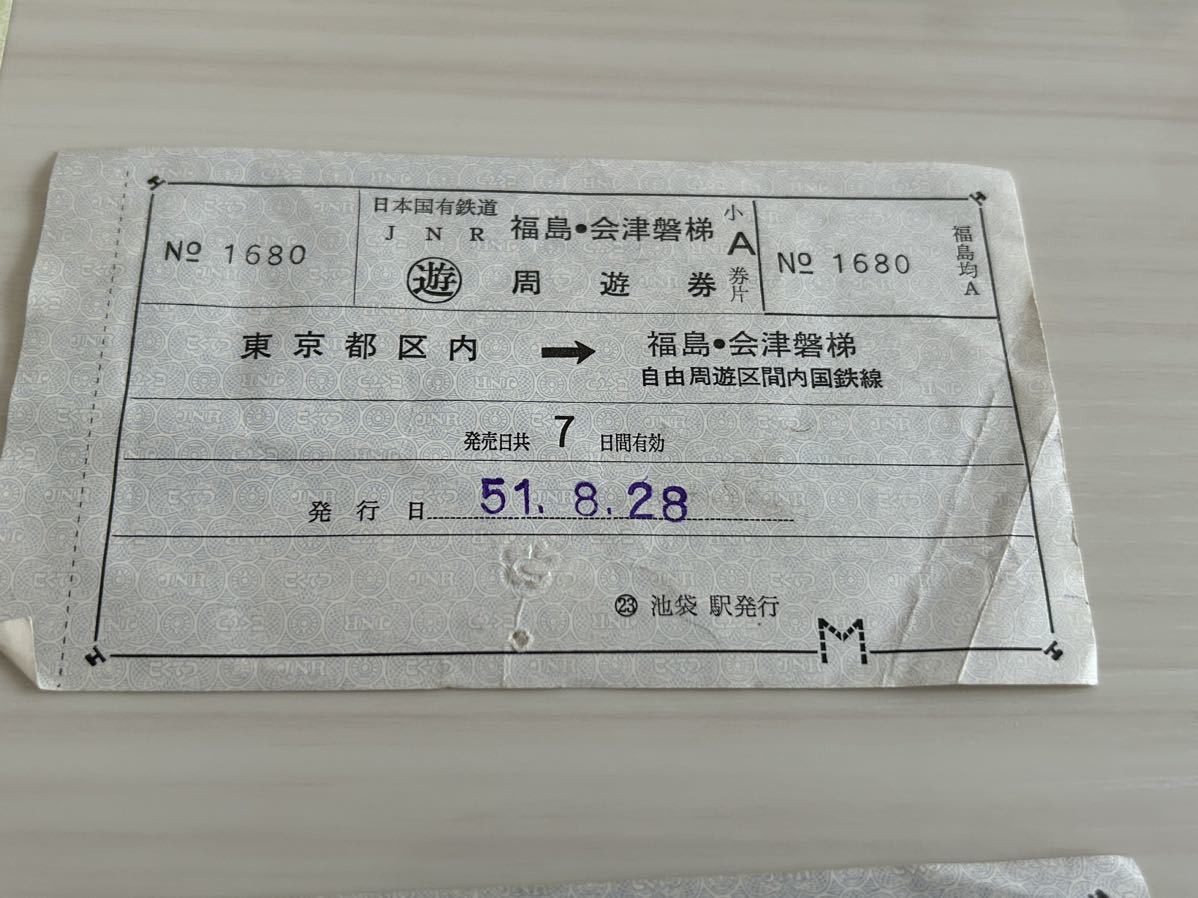 № 1680
日本国有鉄道
JNR
福島・会津磐梯
遊 周遊券
小
A
券片
№ 1680
福島均A
東京都区内 → 福島・会津磐梯
自由周遊区間内国鉄線
発売日共 7 日間有効
発行日 51. 8. 28
㉓ 池袋 駅発行
M